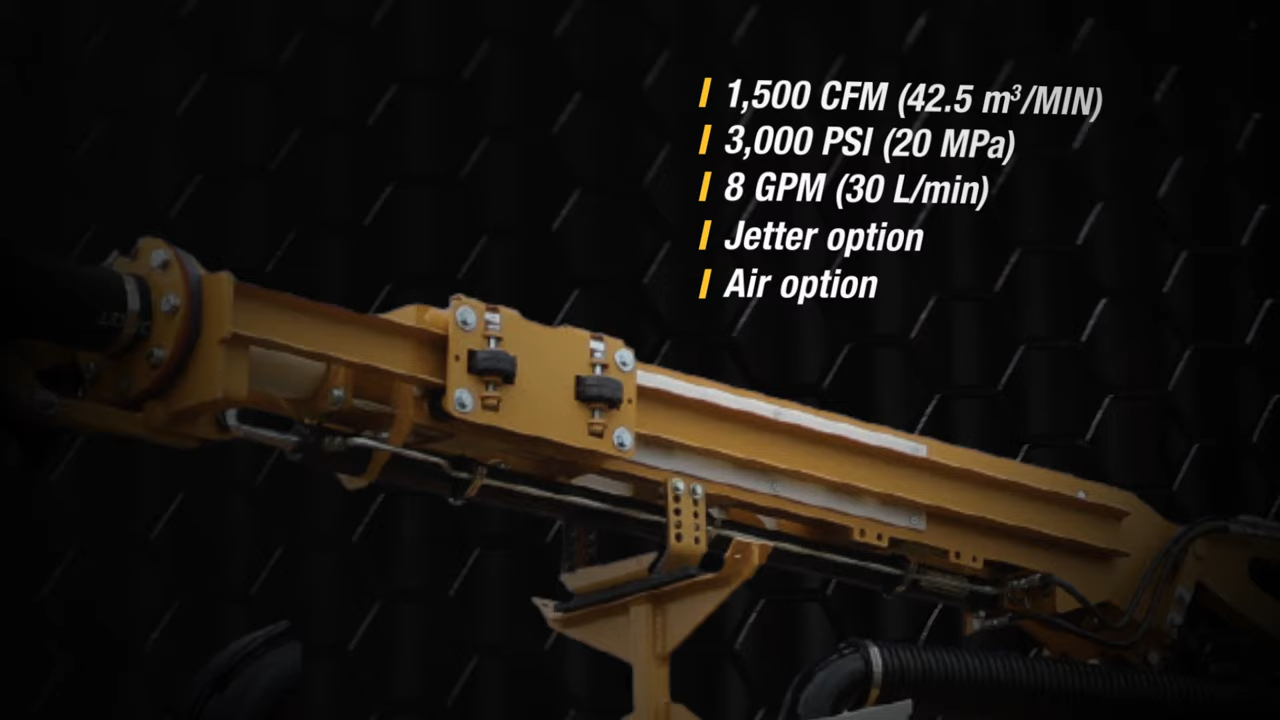 1,500 CFM (42.5 m³/MIN)
3,000 PSI (20 MPa)
8 GPM (30 L/min)
Jetter option
Air option